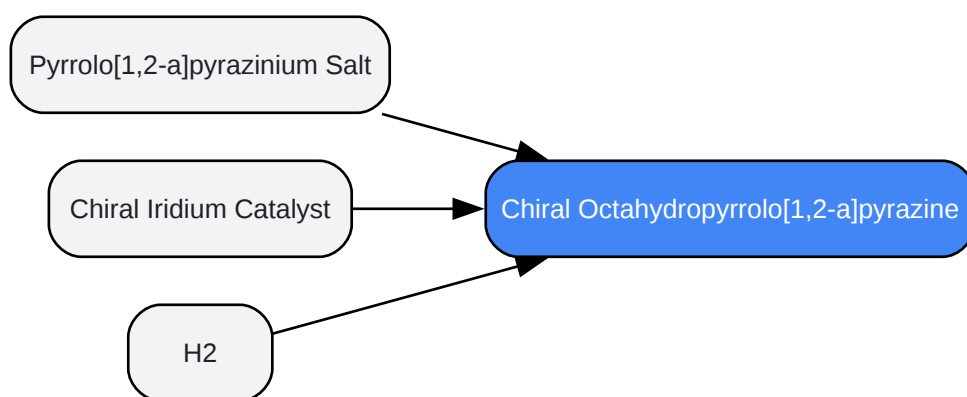 Pyrrolo[1,2-a]pyrazinium Salt
Chiral Iridium Catalyst
Chiral Octahydropyrrolo[1,2-a]pyrazine
H2